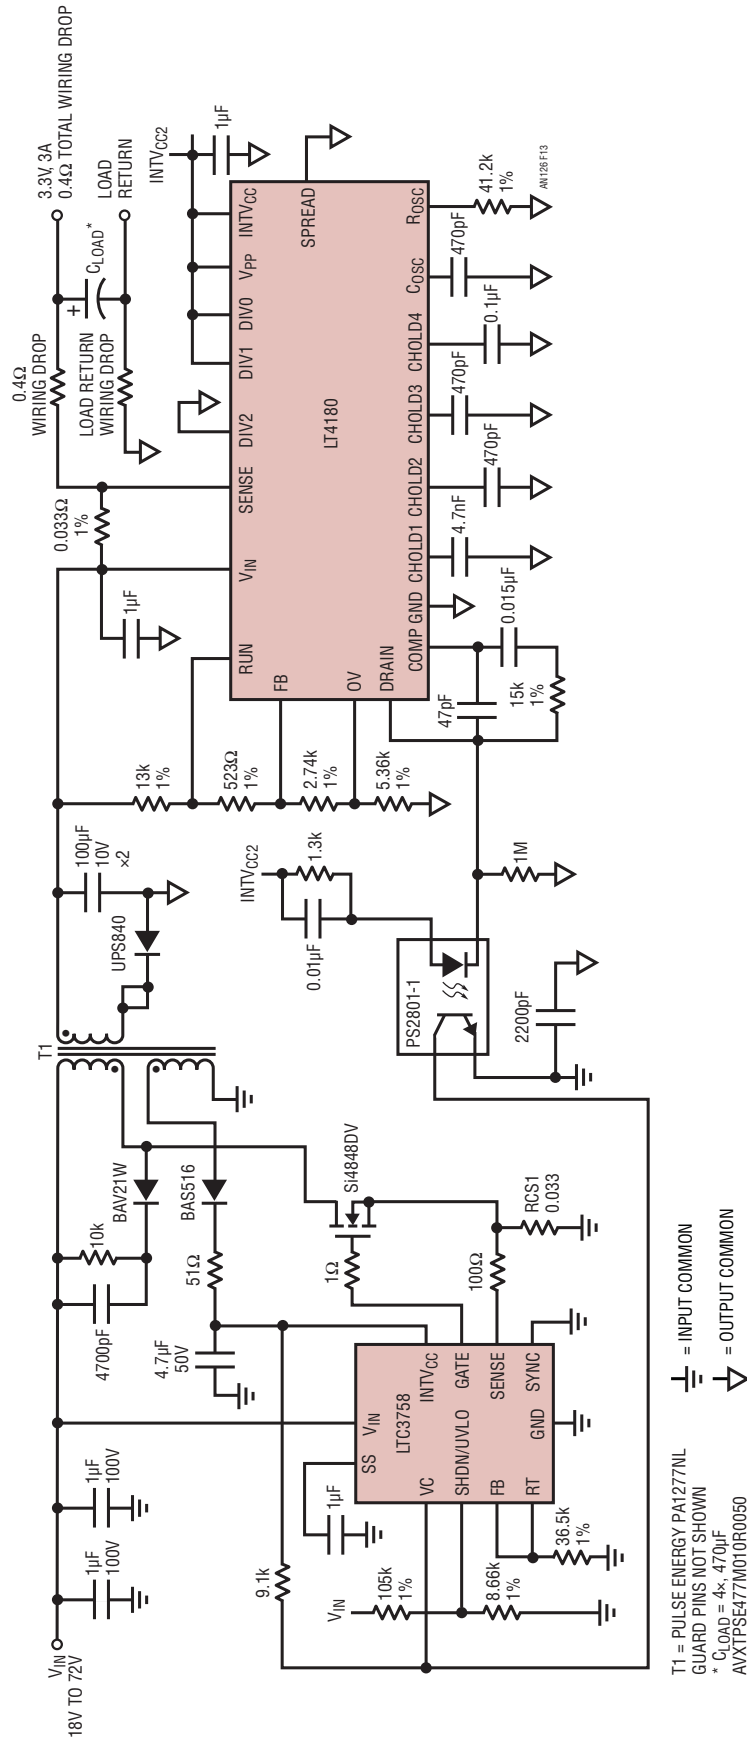 VIN
18V TO 72V
1µF
100V
1µF
100V
4700pF
10k
BAV21W
BAS516
51Ω
4.7µF
50V
T1
UPS840
100µF
10V
×2
13k
1%
523Ω
1%
2.74k
1%
5.36k
1%
1µF
0.033Ω
1%
0.4Ω
WIRING DROP
LOAD RETURN
WIRING DROP
CLOAD*
+
3.3V, 3A
0.4Ω TOTAL WIRING DROP
LOAD
RETURN
INTVCC2
1µF
RUN
VIN
SENSE
DIV2
DIV1
DIV0
VPP
INTVCC
FB
OV
DRAIN
LT4180
SPREAD
COMP
GND
CHOLD1
CHOLD2
CHOLD3
CHOLD4
COSC
ROSC
47pF
15k
1%
0.015µF
4.7nF
470pF
470pF
0.1µF
470pF
41.2k
1%
AN126 F13
INTVCC2
0.01µF
1.3k
PS2801-1
1M
2200pF
Si4848DV
1Ω
100Ω
RCS1
0.033
9.1k
1µF
SS
VIN
LTC3758
INTVCC
GATE
SENSE
SYNC
GND
VC
SHDN/UVLO
FB
RT
VIN
105k
1%
8.66k
1%
36.5k
1%
T1 = PULSE ENERGY PA1277NL
GUARD PINS NOT SHOWN
* CLOAD = 4×, 470µF
AVXTPSE477M010R0050
= INPUT COMMON
= OUTPUT COMMON